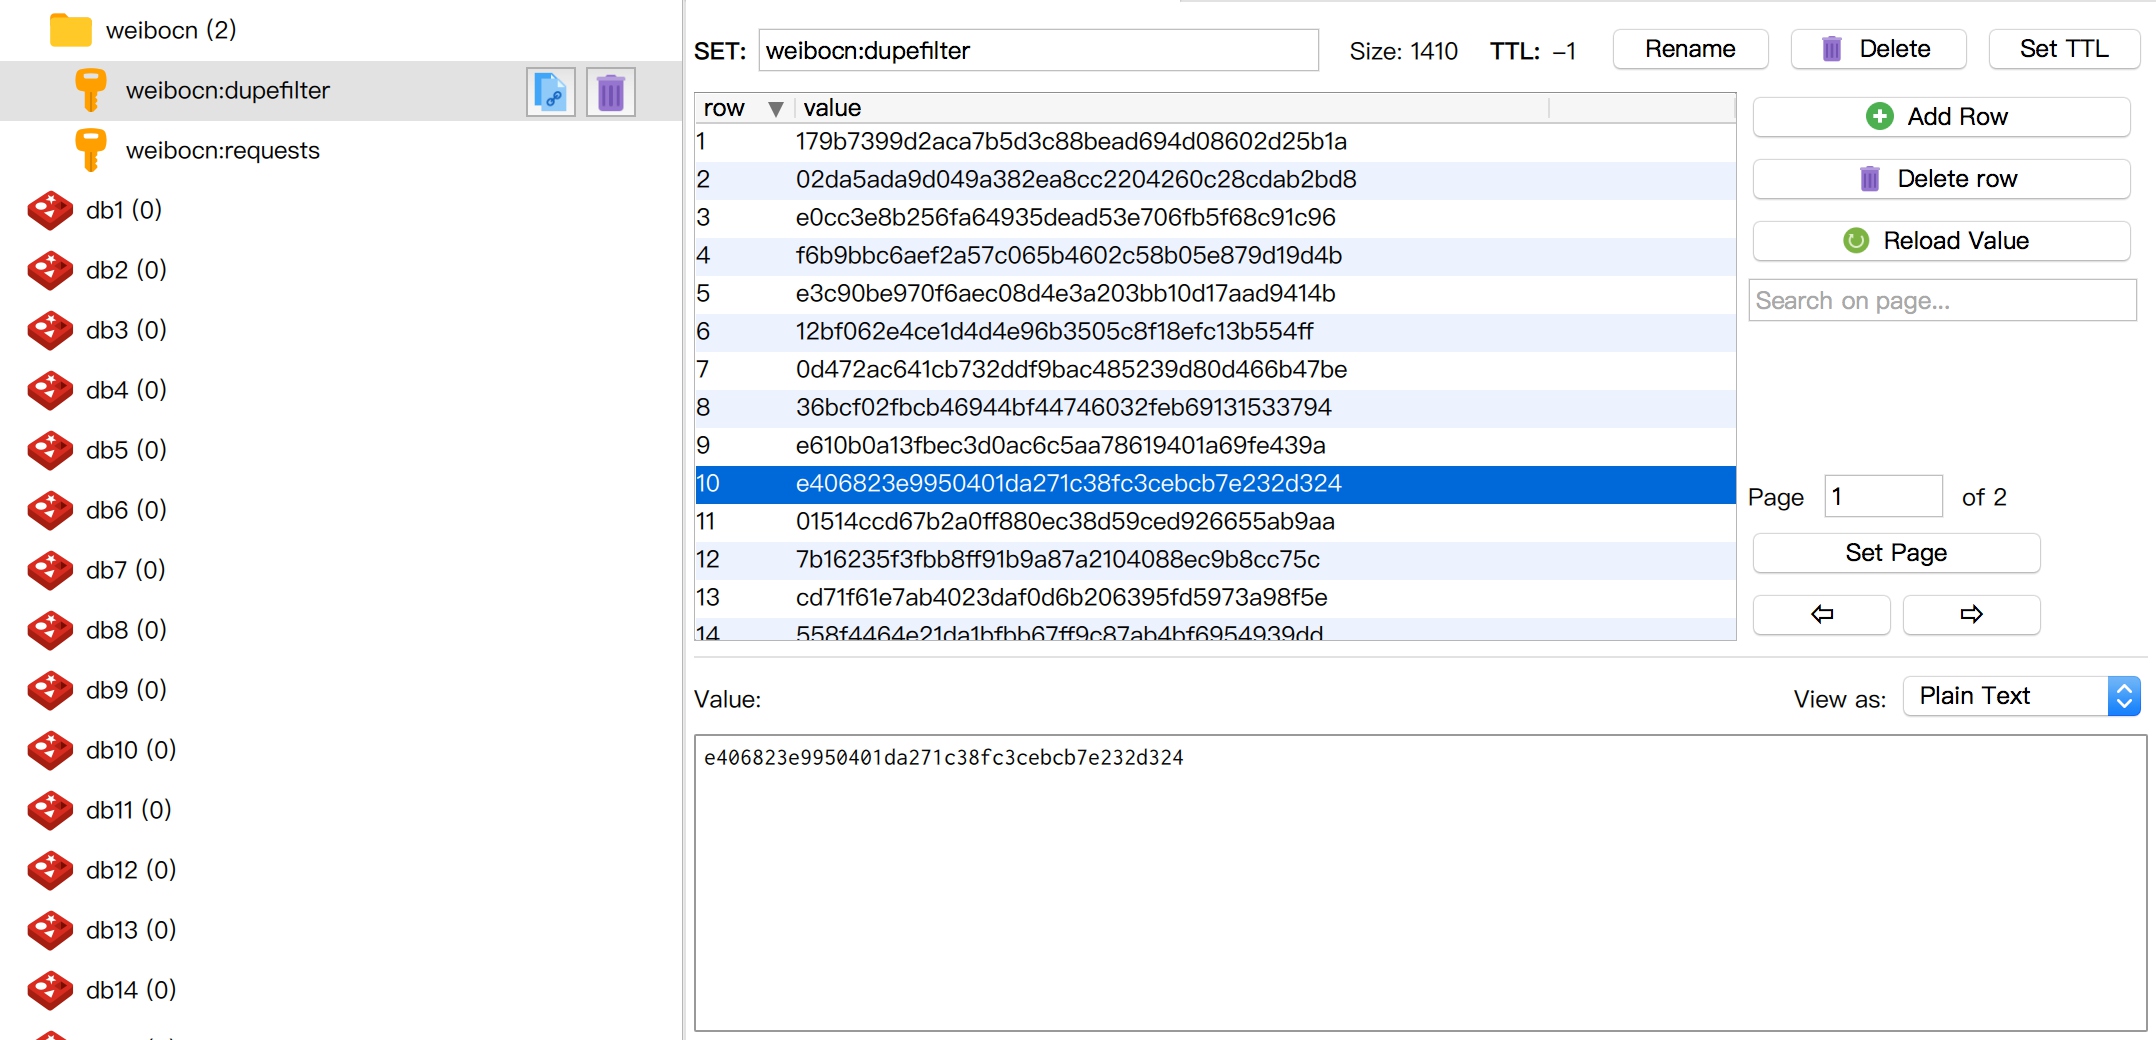 weibocn (2)
weibocn:dupefilter
weibocn:requests
db1 (0)
db2 (0)
db3 (0)
db4 (0)
db5 (0)
db6 (0)
db7 (0)
db8 (0)
db9 (0)
db10 (0)
db11 (0)
db12 (0)
db13 (0)
db14 (0)
SET: weibocn:dupefilter Size: 1410 TTL: −1 Rename Delete Set TTL
row value
1 179b7399d2aca7b5d3c88bead694d08602d25b1a
2 02da5ada9d049a382ea8cc2204260c28cdab2bd8
3 e0cc3e8b256fa64935dead53e706fb5f68c91c96
4 f6b9bbc6aef2a57c065b4602c58b05e879d19d4b
5 e3c90be970f6aec08d4e3a203bb10d17aad9414b
6 12bf062e4ce1d4d4e96b3505c8f18efc13b554ff
7 0d472ac641cb732ddf9bac485239d80d466b47be
8 36bcf02fbcb46944bf44746032feb69131533794
9 e610b0a13fbec3d0ac6c5aa78619401a69fe439a
10 e406823e9950401da271c38fc3cebcb7e232d324
11 01514ccd67b2a0ff880ec38d59ced926655ab9aa
12 7b16235f3fbb8ff91b9a87a2104088ec9b8cc75c
13 cd71f61e7ab4023daf0d6b206395fd5973a98f5e
14 558f4464e21da1bfbb67ff9c87ab4bf6954939dd
Add Row
Delete row
Reload Value
Search on page...
Page 1 of 2
Set Page
Value: View as: Plain Text
e406823e9950401da271c38fc3cebcb7e232d324